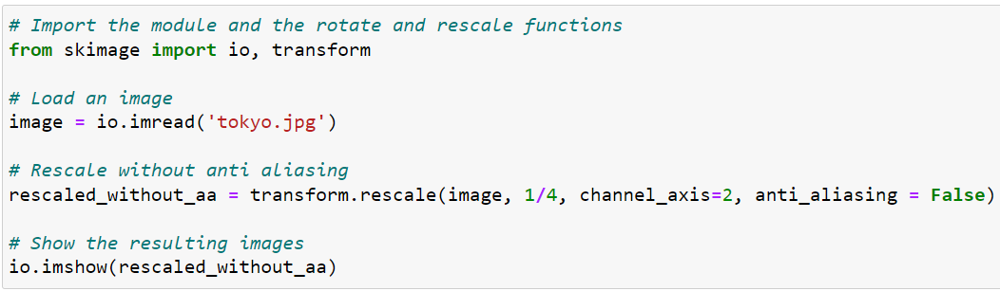 # Import the module and the rotate and rescale functions
from skimage import io, transform
# Load an image
image = io.imread('tokyo.jpg')
# Rescale without anti aliasing
rescaled_without_aa = transform.rescale(image, 1/4, channel_axis=2, anti_aliasing = False)
# Show the resulting images
io.imshow(rescaled_without_aa)